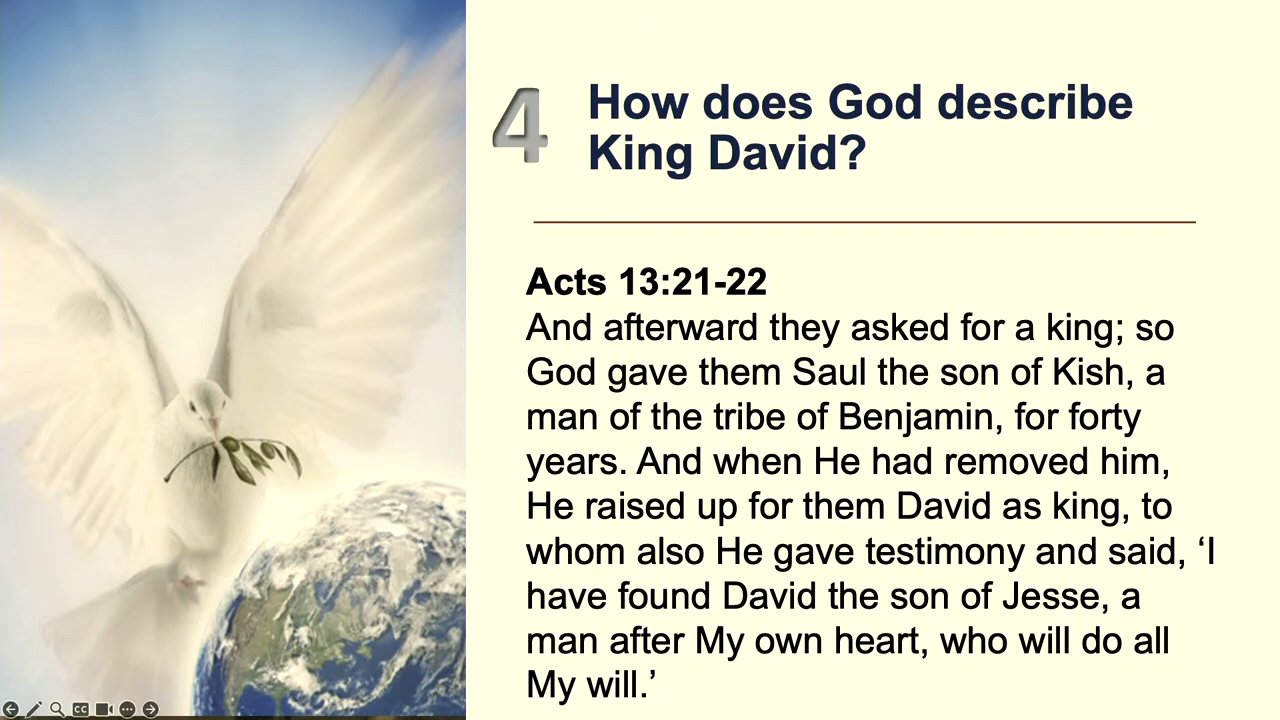 4
How does God describe
King David?
Acts 13:21-22
And afterward they asked for a king; so
God gave them Saul the son of Kish, a
man of the tribe of Benjamin, for forty
years. And when He had removed him,
He raised up for them David as king, to
whom also He gave testimony and said, ‘I
have found David the son of Jesse, a
man after My own heart, who will do all
My will.’
CC